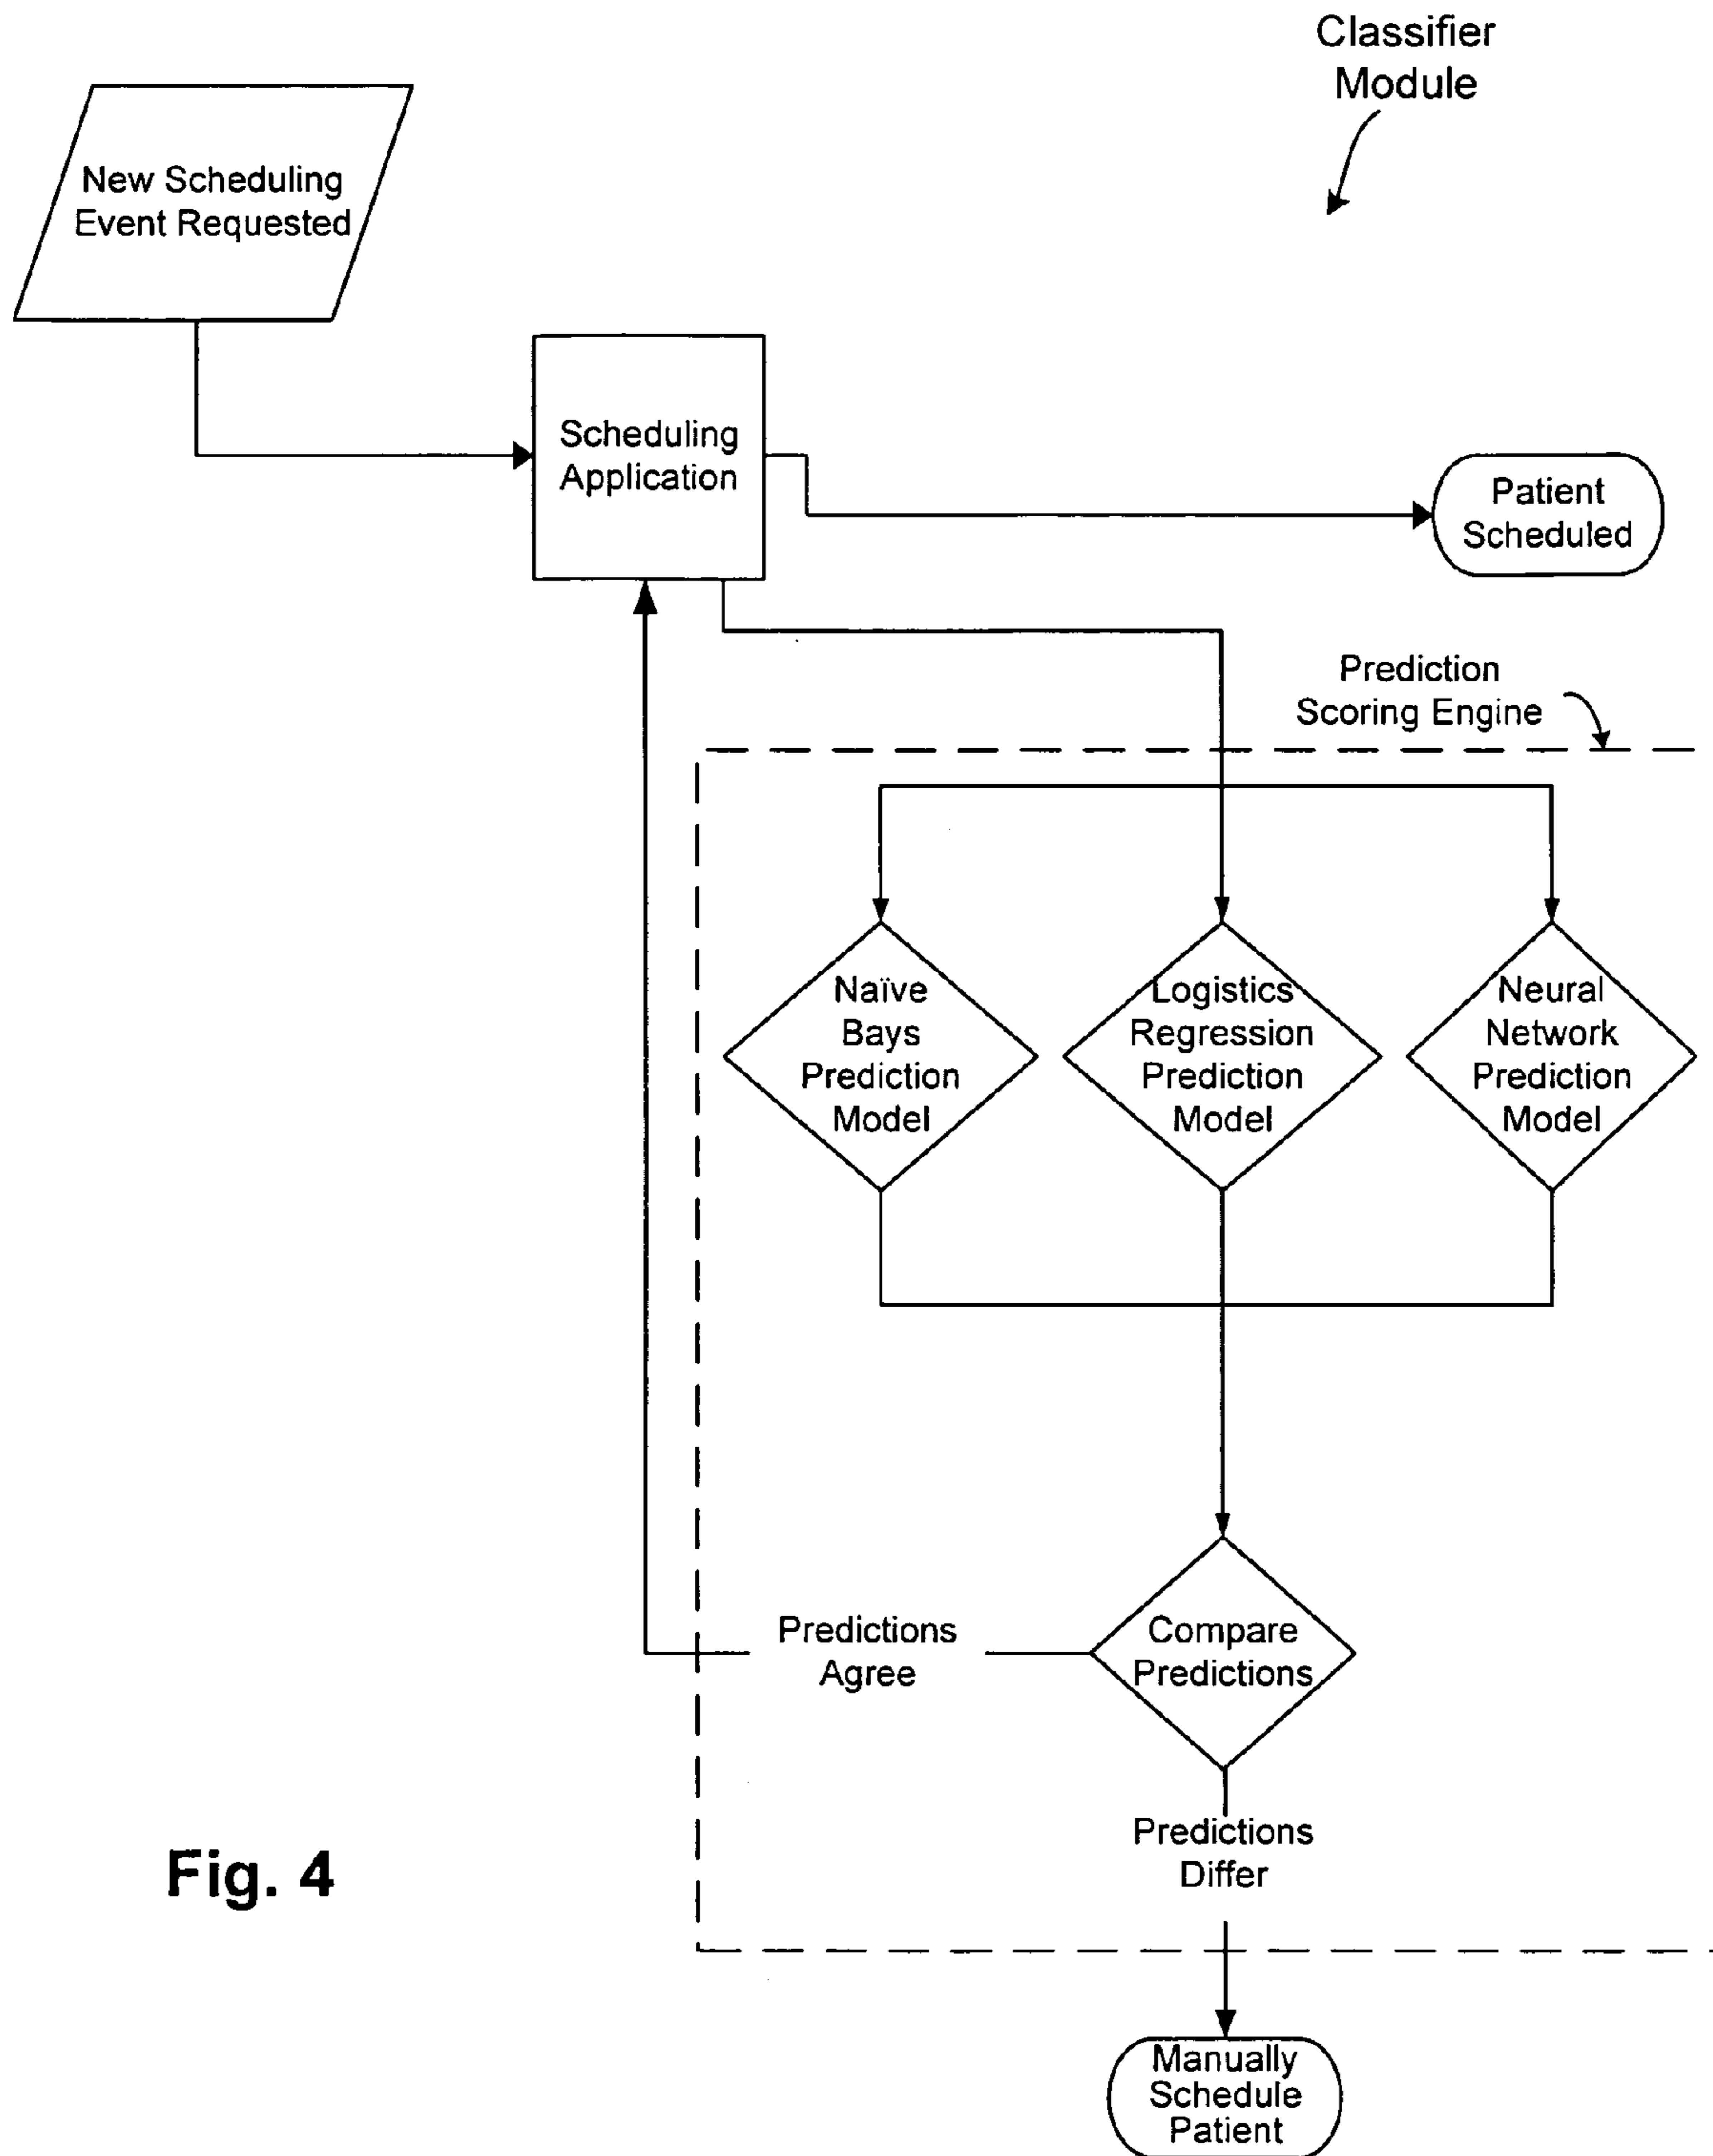 Classifier
Module
New Scheduling
Event Requested
Scheduling
Application
Patient
Scheduled
Prediction
Scoring Engine
Naïve
Bays
Prediction
Model
Logistics
Regression
Prediction
Model
Neural
Network
Prediction
Model
Predictions
Agree
Compare
Predictions
Predictions
Differ
Fig. 4
Manually
Schedule
Patient